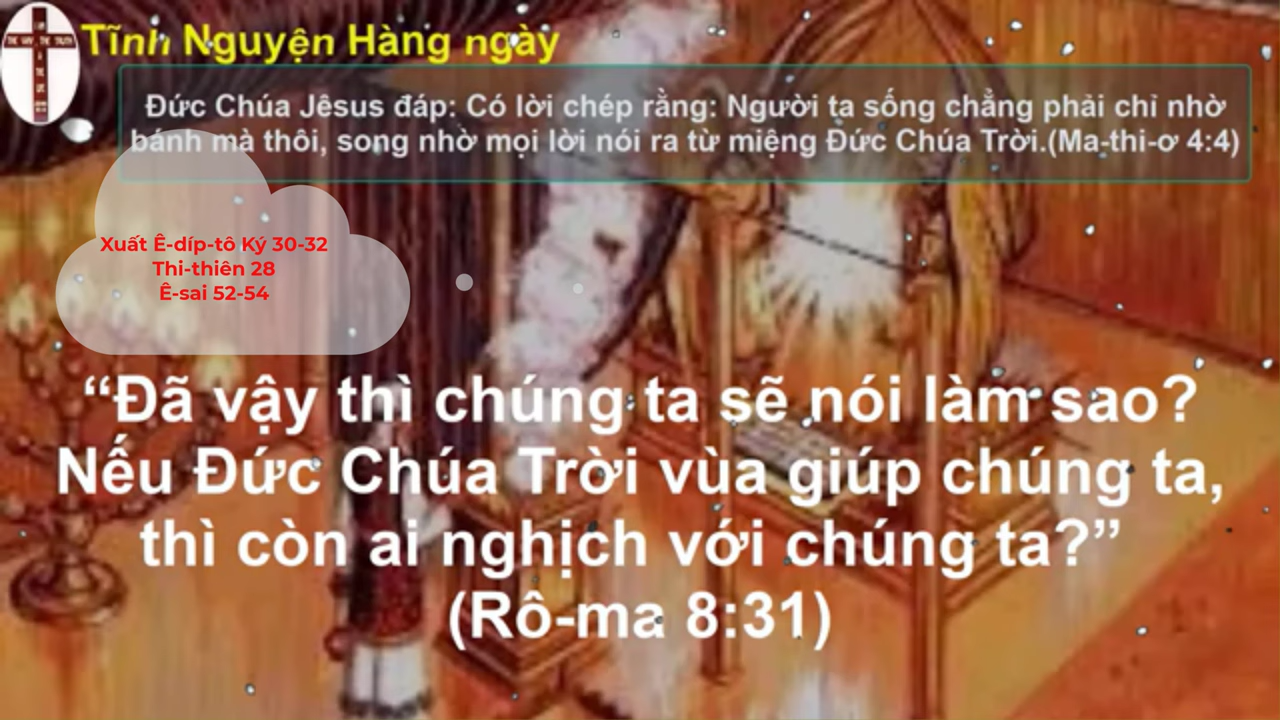 Tĩnh Nguyện Hàng ngày
Đức Chúa Jêsus đáp: Có lời chép rằng: Người ta sống chẳng phải chỉ nhờ
bánh mà thôi, song nhờ mọi lời nói ra từ miệng Đức Chúa Trời.(Ma-thi-ơ 4:4)
Xuất Ê-díp-tô Ký 30-32
Thi-thiên 28
Ê-sai 52-54
“Đã vậy thì chúng ta sẽ nói làm sao?
Nếu Đức Chúa Trời vùa giúp chúng ta,
thì còn ai nghịch với chúng ta?”
(Rô-ma 8:31)